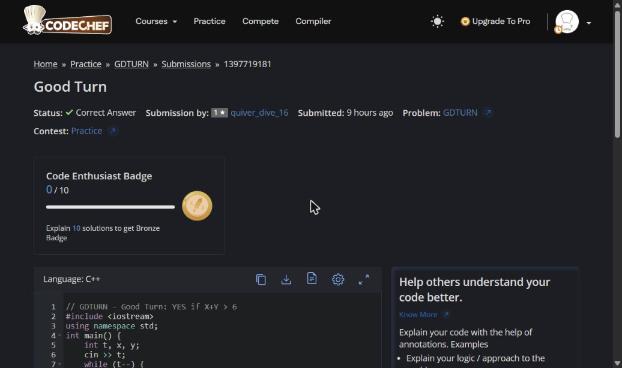 CODECHEF Courses Practice Compete Compiler Upgrade To Pro
Home » Practice » GDTURN » Submissions » 1397719181
Good Turn
Status: ✓ Correct Answer Submission by: 1★ quiver_dive_16 Submitted: 9 hours ago Problem: GDTURN
Contest: Practice
Code Enthusiast Badge
0 / 10
Explain 10 solutions to get Bronze
Badge
Language: C++
1 // GDTURN - Good Turn: YES if X+Y > 6
2 #include <iostream>
3 using namespace std;
4 int main() {
5 int t, x, y;
6 cin >> t;
7 while (t--) {
Help others understand your
code better.
Know More
Explain your code with the help of
annotations. Examples
• Explain your logic / approach to the